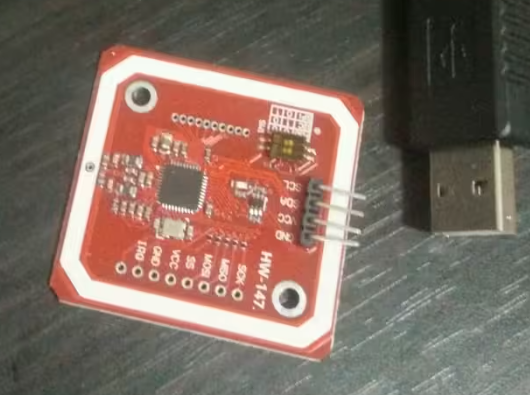 SCL
SDA
VCC
GND
HW-147.
SCK
MISO
MOSI
SS
VCC
GND
IRQ